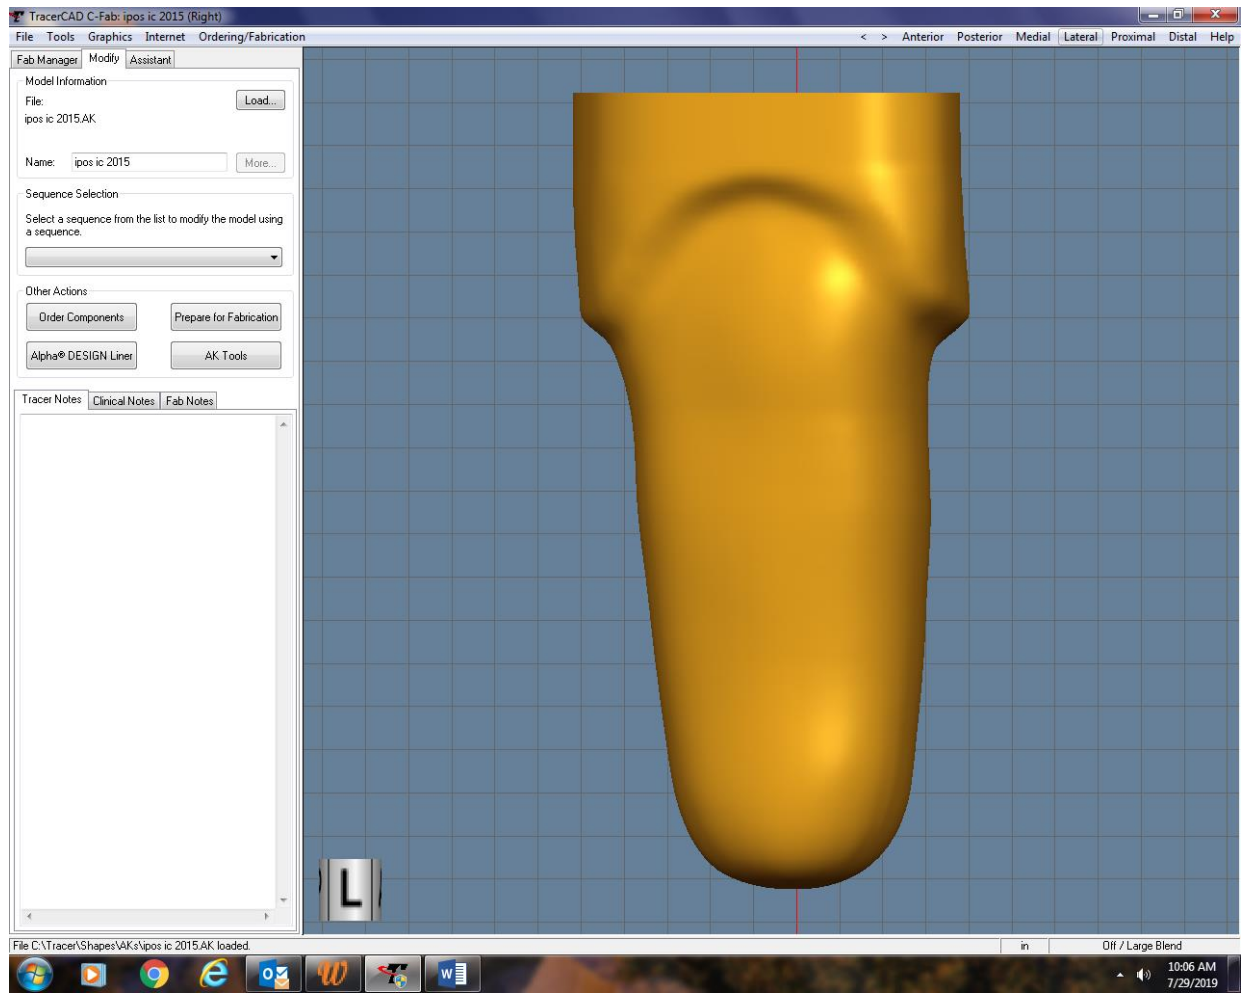 TracerCAD C-Fab: ipos ic 2015 (Right)
File Tools Graphics Internet Ordering/Fabrication < > Anterior Posterior Medial Lateral Proximal Distal Help
Fab Manager Modify Assistant
Model Information
File: Load...
ipos ic 2015.AK
Name: ipos ic 2015 More...
Sequence Selection
Select a sequence from the list to modify the model using
a sequence.
Other Actions
Order Components Prepare for Fabrication
Alpha® DESIGN Liner AK Tools
Tracer Notes Clinical Notes Fab Notes
L
File C:\Tracer\Shapes\AKs\ipos ic 2015.AK loaded. in Off / Large Blend
10:06 AM
7/29/2019